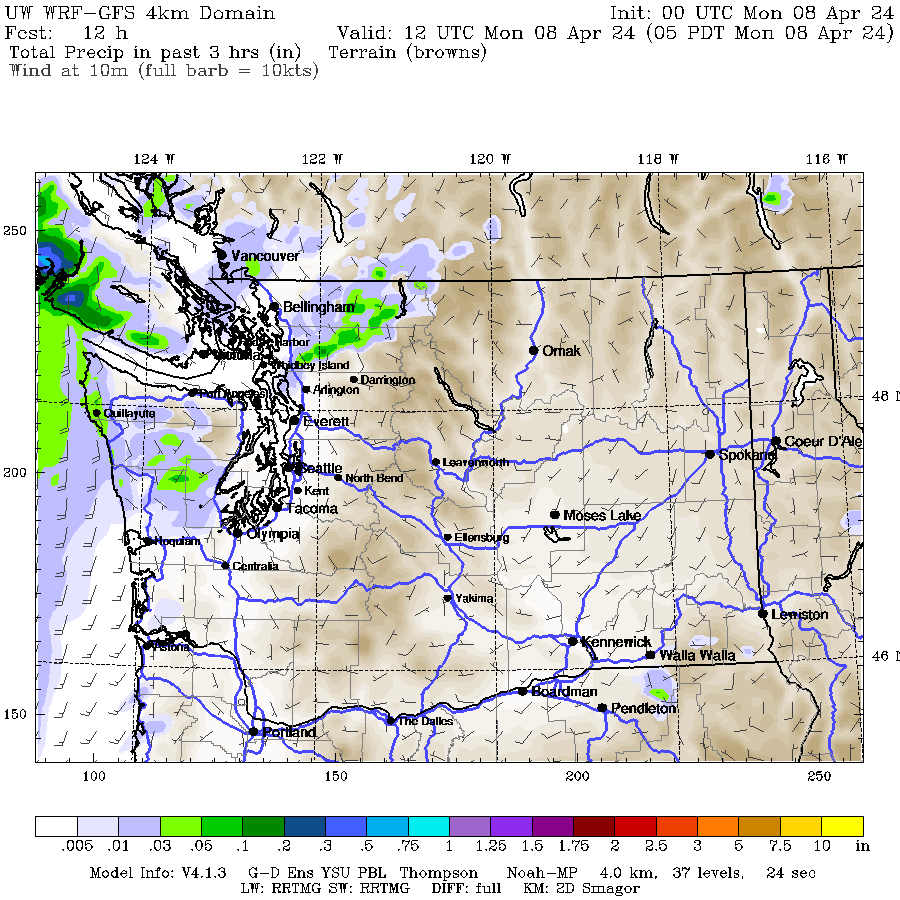 UW WRF-GFS 4km Domain Init: 00 UTC Mon 08 Apr 24
Fcst: 12 h Valid: 12 UTC Mon 08 Apr 24 (05 PDT Mon 08 Apr 24)
Total Precip in past 3 hrs (in) Terrain (browns)
Wind at 10m (full barb = 10kts)
124 W 122 W 120 W 118 W 116 W
250
Vancouver
Bellingham
Harbor
Omak
Whidbey Island
Darrington
Port Angeles
Arlington
48 N
Quillayute
Everett
Coeur D'Ale
Spokane
Leavenworth
200
Seattle
North Bend
Kent
Tacoma
Moses Lake
Olympia
Hoquiam
Ellensburg
Centralia
Yakima
Lewiston
Kennewick
Astoria
Walla Walla
46 N
Boardman
Pendleton
150
The Dalles
Portland
100 150 200 250
.005 .01 .03 .05 .1 .2 .3 .5 .75 1 1.25 1.5 1.75 2 2.5 3 5 7.5 10 in
Model Info: V4.1.3 G-D Ens YSU PBL Thompson Noah-MP 4.0 km, 37 levels, 24 sec
LW: RRTMG SW: RRTMG DIFF: full KM: 2D Smagor